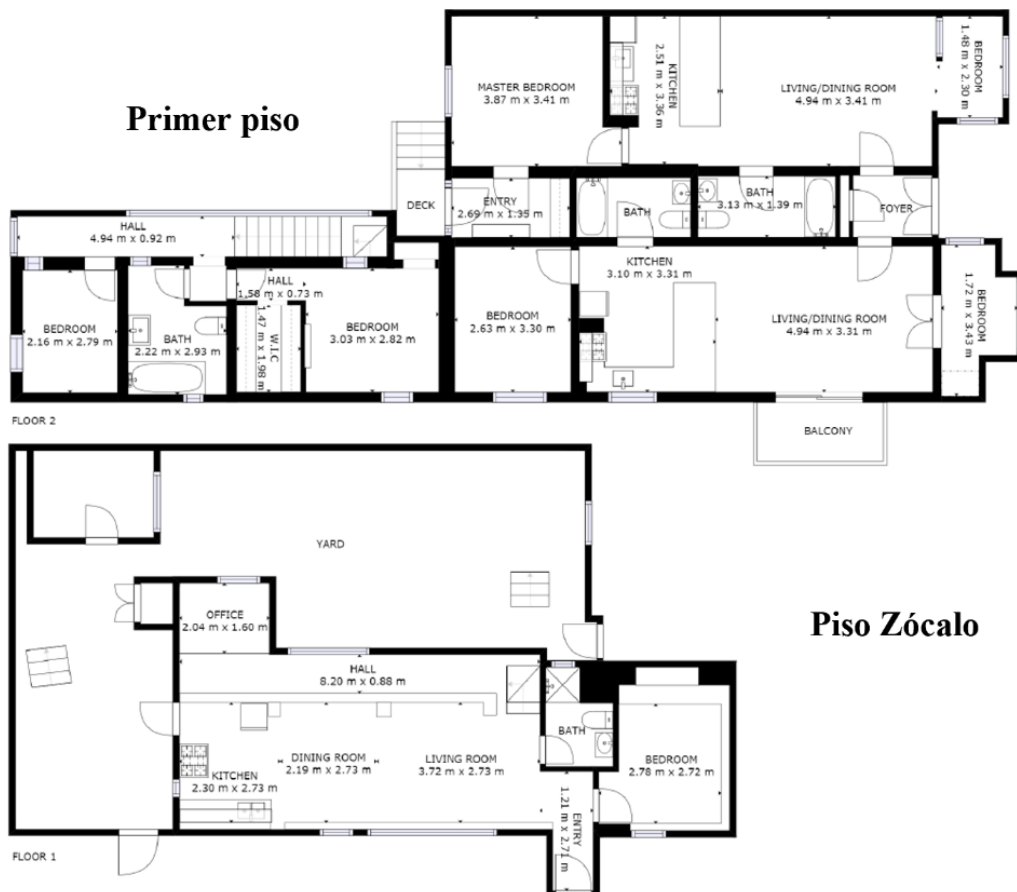 Primer piso
MASTER BEDROOM
3.87 m x 3.41 m
KITCHEN
2.51 m x 3.36 m
LIVING/DINING ROOM
4.94 m x 3.41 m
BEDROOM
1.48 m x 2.30 m
DECK
ENTRY
2.69 m x 1.35 m
BATH
BATH
3.13 m x 1.39 m
FOYER
HALL
4.94 m x 0.92 m
HALL
1.58 m x 0.73 m
BEDROOM
2.16 m x 2.79 m
BATH
2.22 m x 2.93 m
W.I.C
1.47 m x 1.98 m
BEDROOM
3.03 m x 2.82 m
BEDROOM
2.63 m x 3.30 m
KITCHEN
3.10 m x 3.31 m
LIVING/DINING ROOM
4.94 m x 3.31 m
BEDROOM
1.72 m x 3.43 m
BALCONY
FLOOR 2
YARD
Piso Zócalo
OFFICE
2.04 m x 1.60 m
HALL
8.20 m x 0.88 m
KITCHEN
2.30 m x 2.73 m
DINING ROOM
2.19 m x 2.73 m
LIVING ROOM
3.72 m x 2.73 m
BATH
BEDROOM
2.78 m x 2.72 m
ENTRY
1.21 m x 2.71 m
FLOOR 1